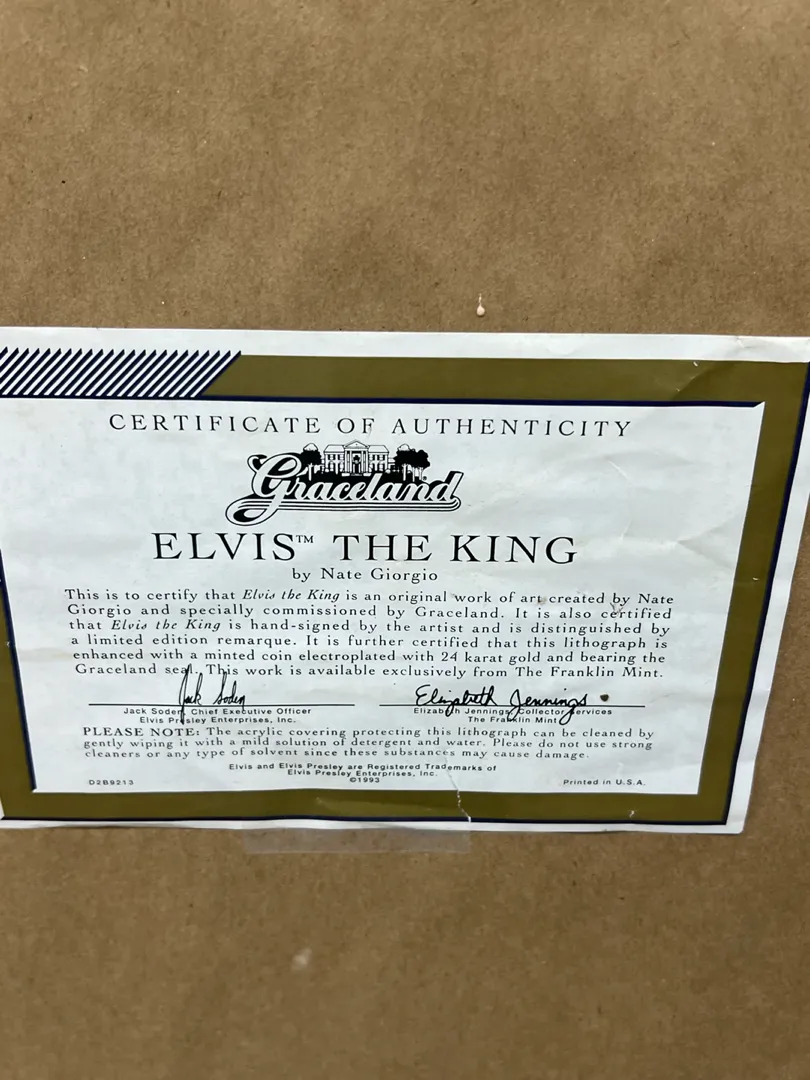 CERTIFICATE OF AUTHENTICITY
Graceland
ELVIS™ THE KING
by Nate Giorgio
This is to certify that Elvis the King is an original work of art created by Nate
Giorgio and specially commissioned by Graceland. It is also certified
that Elvis the King is hand-signed by the artist and is distinguished by
a limited edition remarque. It is further certified that this lithograph is
enhanced with a minted coin electroplated with 24 karat gold and bearing the
Graceland seal. This work is available exclusively from The Franklin Mint.
Jack Soden Elizabeth Jennings
Jack Soden, Chief Executive Officer Elizabeth Jennings, Collector Services
Elvis Presley Enterprises, Inc. The Franklin Mint
PLEASE NOTE: The acrylic covering protecting this lithograph can be cleaned by
gently wiping it with a mild solution of detergent and water. Please do not use strong
cleaners or any type of solvent since these substances may cause damage.
Elvis and Elvis Presley are Registered Trademarks of
Elvis Presley Enterprises, Inc.
D2B9213 ©1993 Printed in U.S.A.